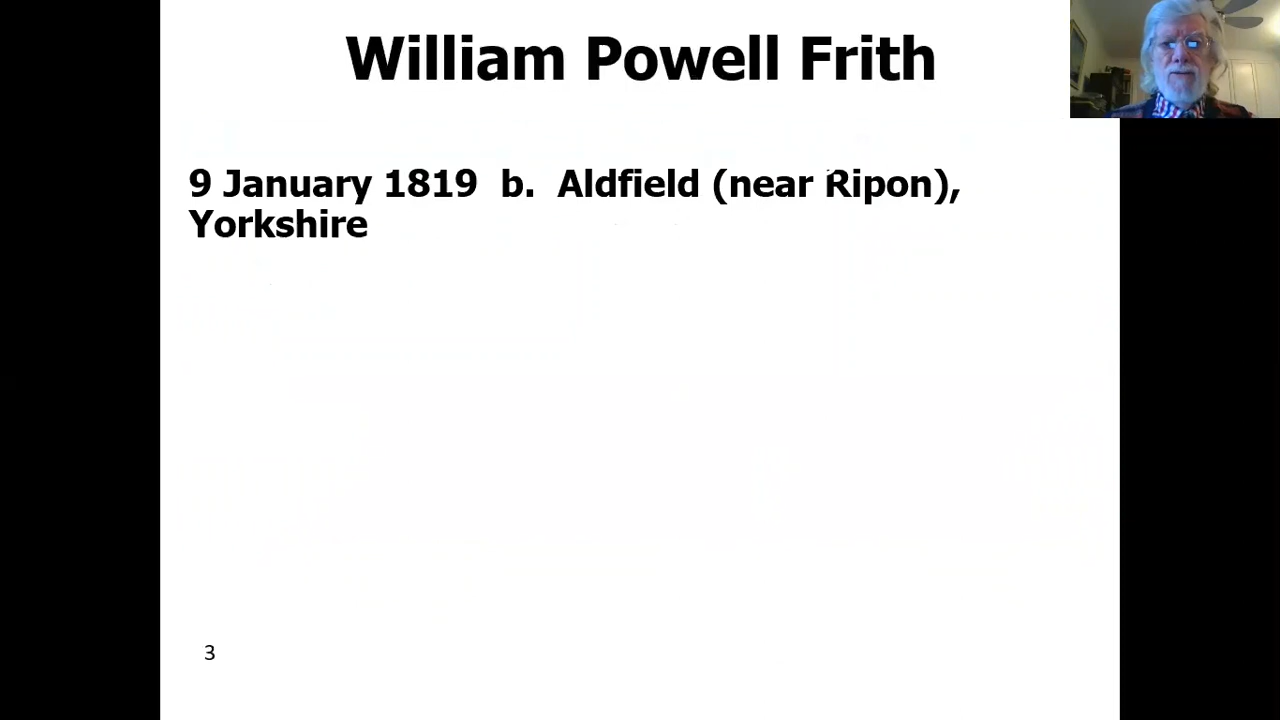 William Powell Frith
9 January 1819  b.  Aldfield (near Ripon),
Yorkshire
3